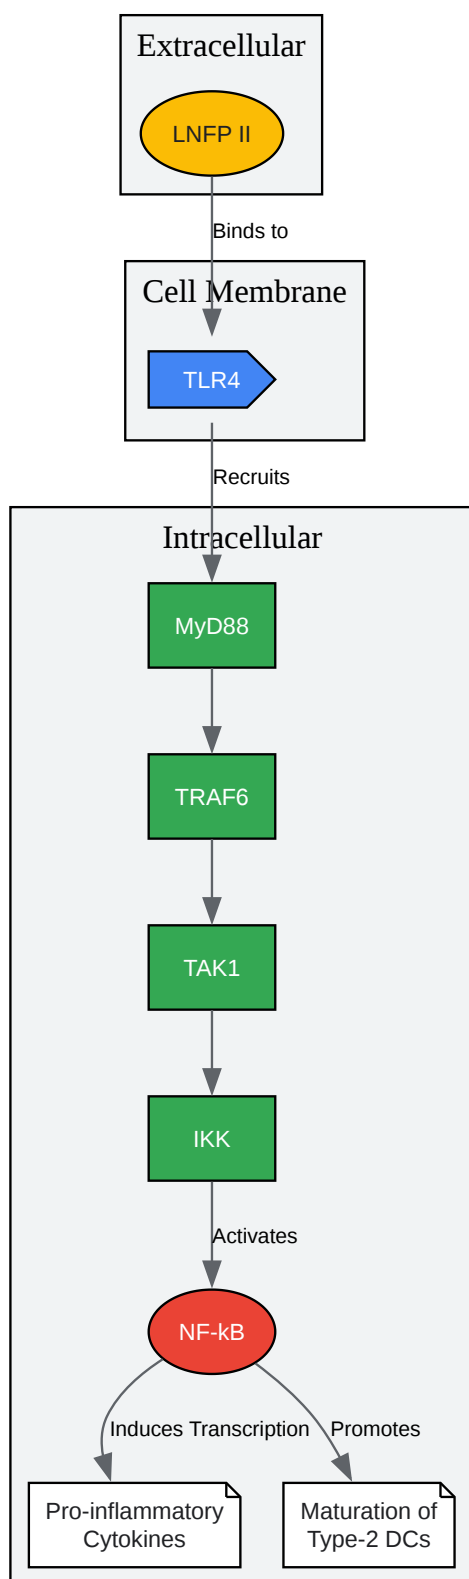 Extracellular
LNFP II
Binds to
Cell Membrane
TLR4
Recruits
Intracellular
MyD88
TRAF6
TAK1
IKK
Activates
NF-kB
Induces Transcription
Promotes
Pro-inflammatory
Cytokines
Maturation of
Type-2 DCs